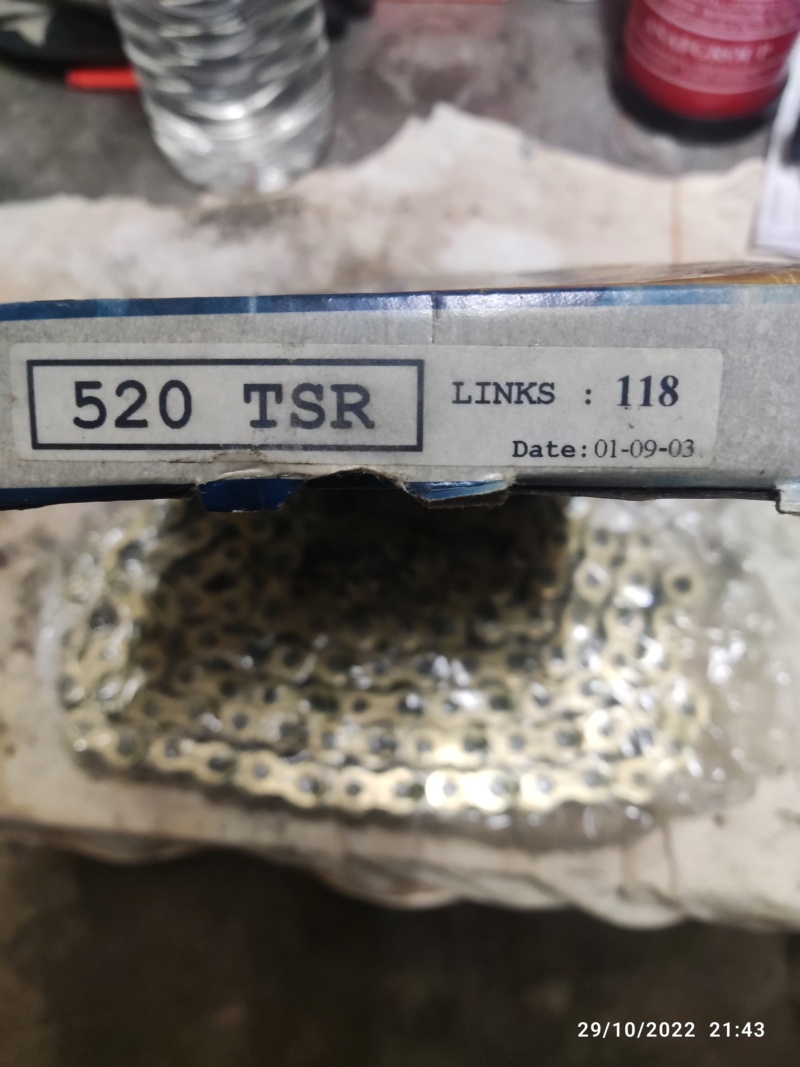 520 TSR
LINKS : 118
Date:01-09-03
29/10/2022 21:43